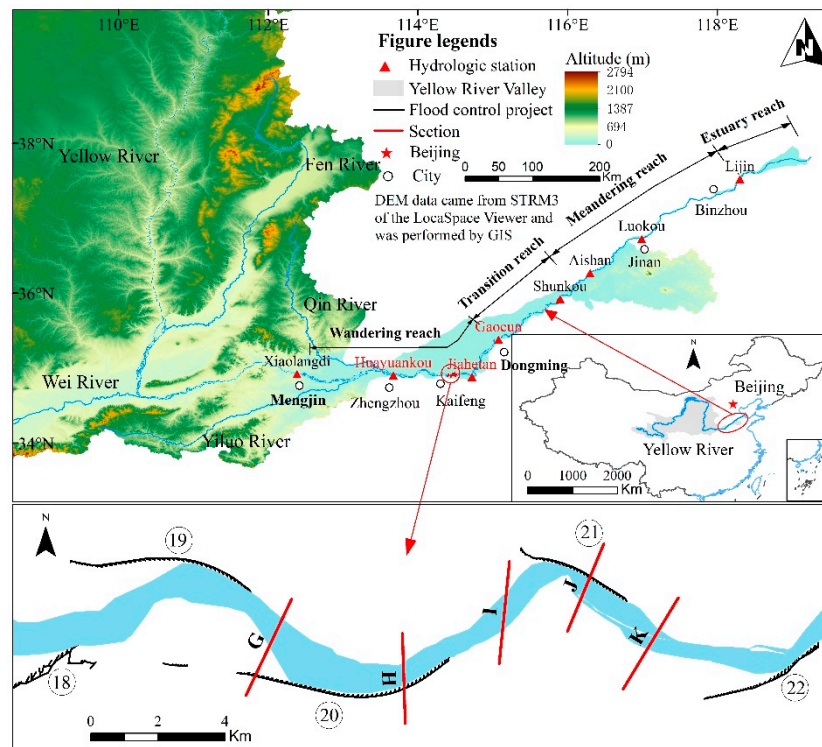 110°E
112°E
114°E
116°E
118°E
Figure legends
Hydrologic station
Yellow River Valley
Flood control project
Section
Beijing
City
Altitude (m)
2794
2100
1387
694
0
0 50 100 200
Km
DEM data came from STRM3
of the LocaSpace Viewer and
was performed by GIS
N
38°N
36°N
34°N
Yellow River
Fen River
Qin River
Wei River
Yiluo River
Wandering reach
Transition reach
Meandering reach
Estuary reach
Lijin
Binzhou
Luokou
Jinan
Aishan
Shunkou
Gaocun
Dongming
Xiaolangdi
Mengjin
Huayuankou
Zhengzhou
Jiahetan
Kaifeng
N
Beijing
Yellow River
0 1000 2000
Km
N
19
21
G
H
I
J
K
18
20
22
0 2 4
Km